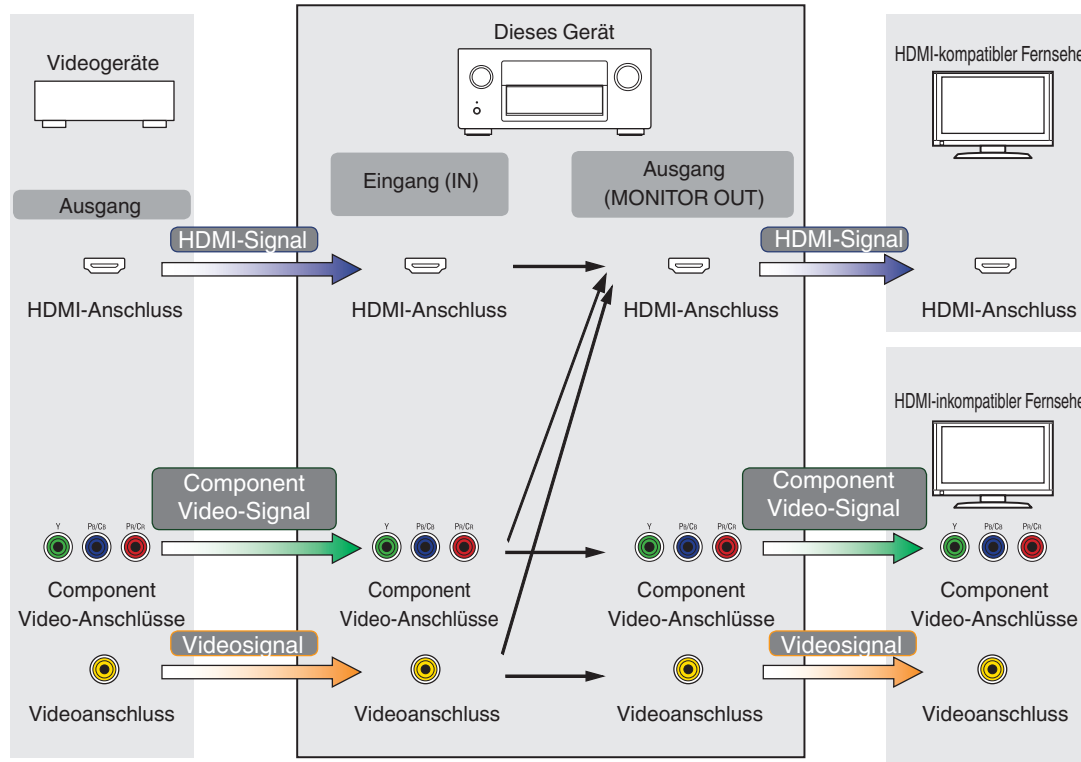 Videogeräte
Dieses Gerät
HDMI-kompatibler Fernsehe
Ausgang
Eingang (IN)
Ausgang
(MONITOR OUT)
HDMI-Signal
HDMI-Signal
HDMI-Anschluss
HDMI-Anschluss
HDMI-Anschluss
HDMI-Anschluss
HDMI-inkompatibler Fernsehe
Component
Video-Signal
Component
Video-Signal
Y PB/CB PR/CR
Y PB/CB PR/CR
Y PB/CB PR/CR
Y PB/CB PR/CR
Component
Video-Anschlüsse
Component
Video-Anschlüsse
Component
Video-Anschlüsse
Component
Video-Anschlüsse
Videosignal
Videosignal
Videoanschluss
Videoanschluss
Videoanschluss
Videoanschluss